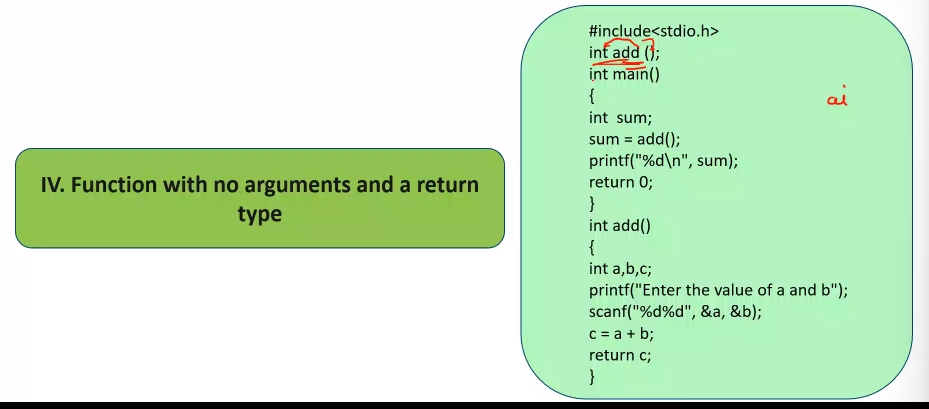 IV. Function with no arguments and a return
type
#include<stdio.h>
int add ();
int main()
{
int sum;
sum = add();
printf("%d\n", sum);
return 0;
}
int add()
{
int a,b,c;
printf("Enter the value of a and b");
scanf("%d%d", &a, &b);
c = a + b;
return c;
}
ai